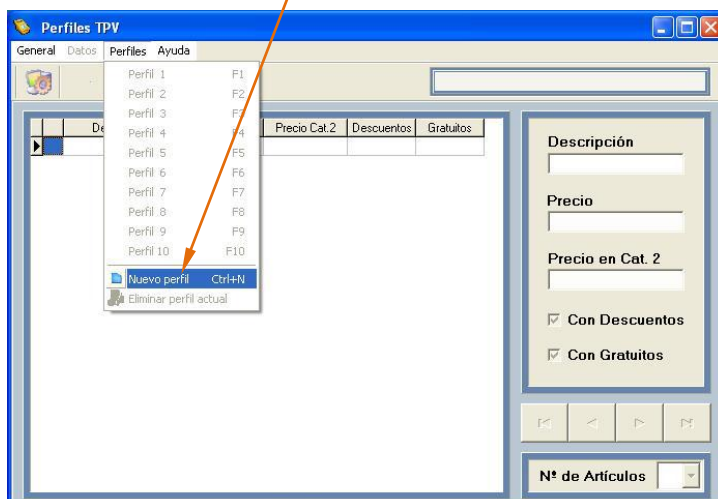 Perfiles TPV
General Datos Perfiles Ayuda
Perfil 1 F1
Perfil 2 F2
Perfil 3
Perfil 4 F4
Perfil 5 F5
Perfil 6 F6
Perfil 7 F7
Perfil 8 F8
Perfil 9 F9
Perfil 10 F10
Nuevo perfil Ctrl+N
Eliminar perfil actual
De Precio Cat.2 Descuentos Gratuitos
Descripción
Precio
Precio en Cat. 2
Con Descuentos
Con Gratuitos
Nº de Artículos